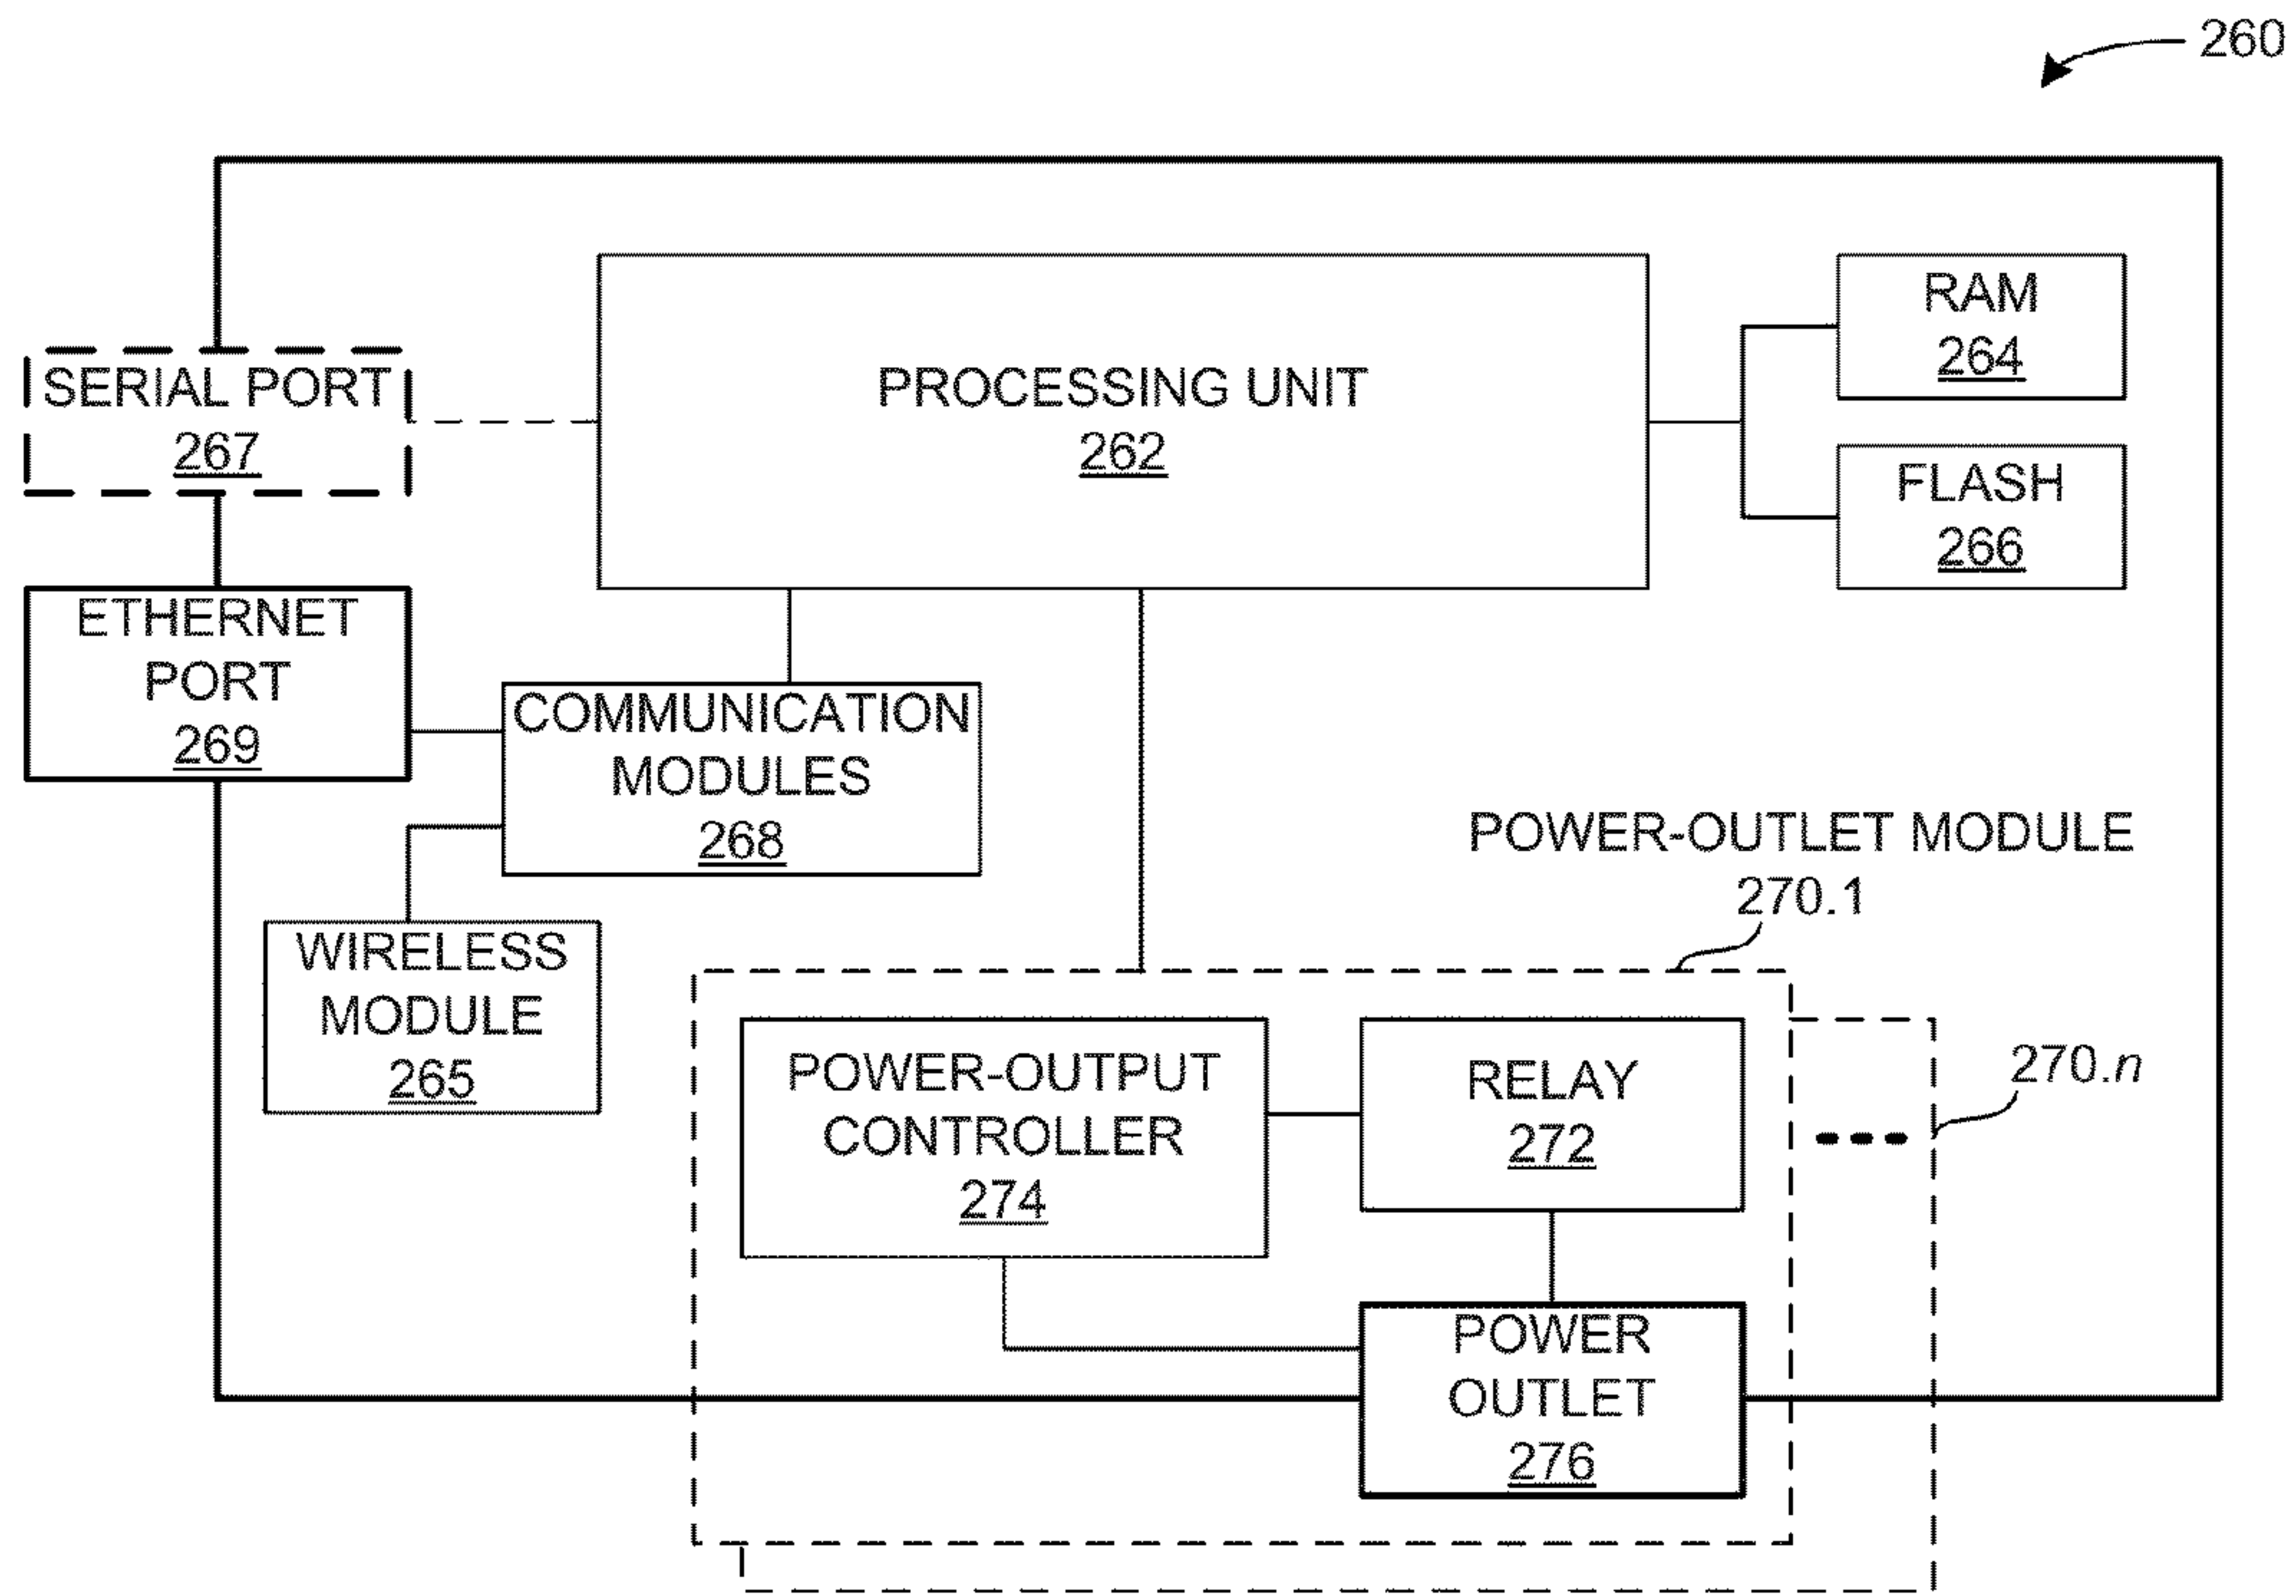 260
PROCESSING UNIT
262
RAM
264
FLASH
266
SERIAL PORT
267
ETHERNET
PORT
269
COMMUNICATION
MODULES
268
WIRELESS
MODULE
265
POWER-OUTLET MODULE
270.1
270.n
POWER-OUTPUT
CONTROLLER
274
RELAY
272
POWER
OUTLET
276